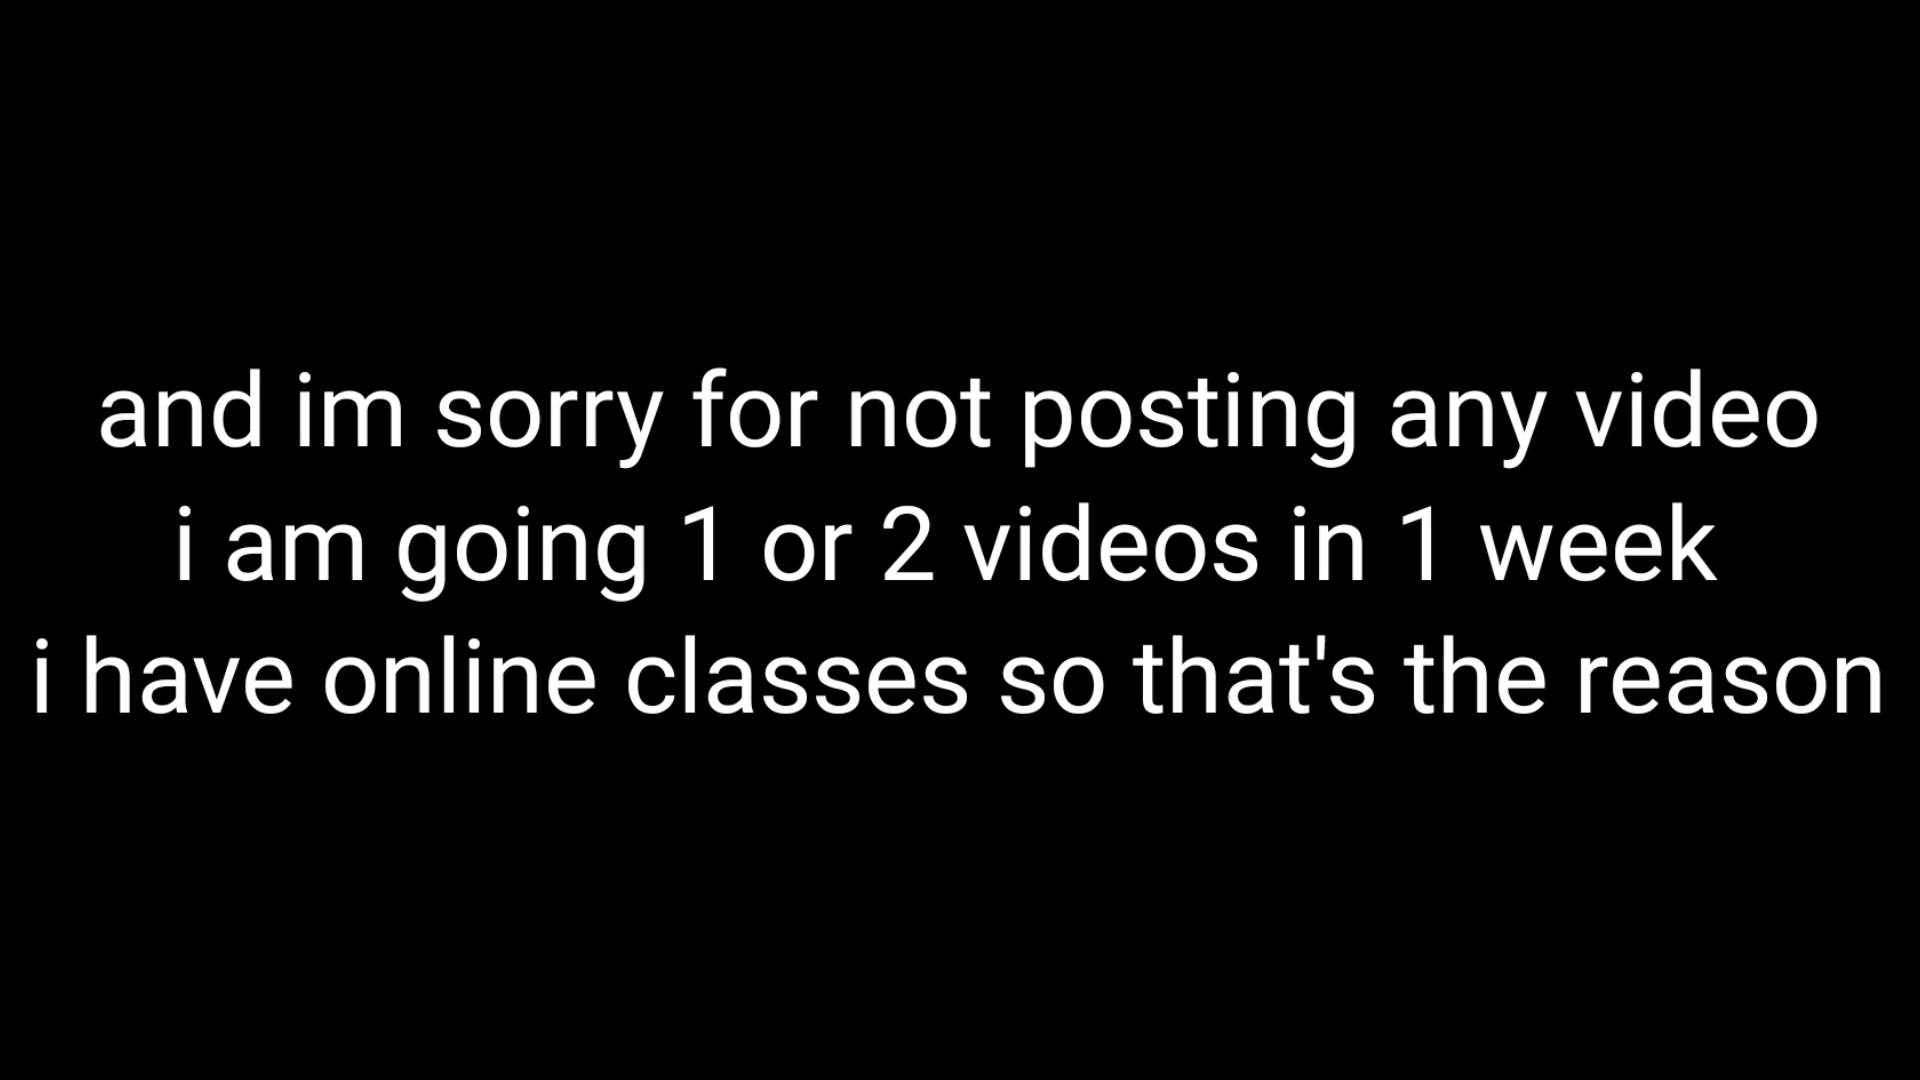 and im sorry for not posting any video
i am going 1 or 2 videos in 1 week
i have online classes so that's the reason